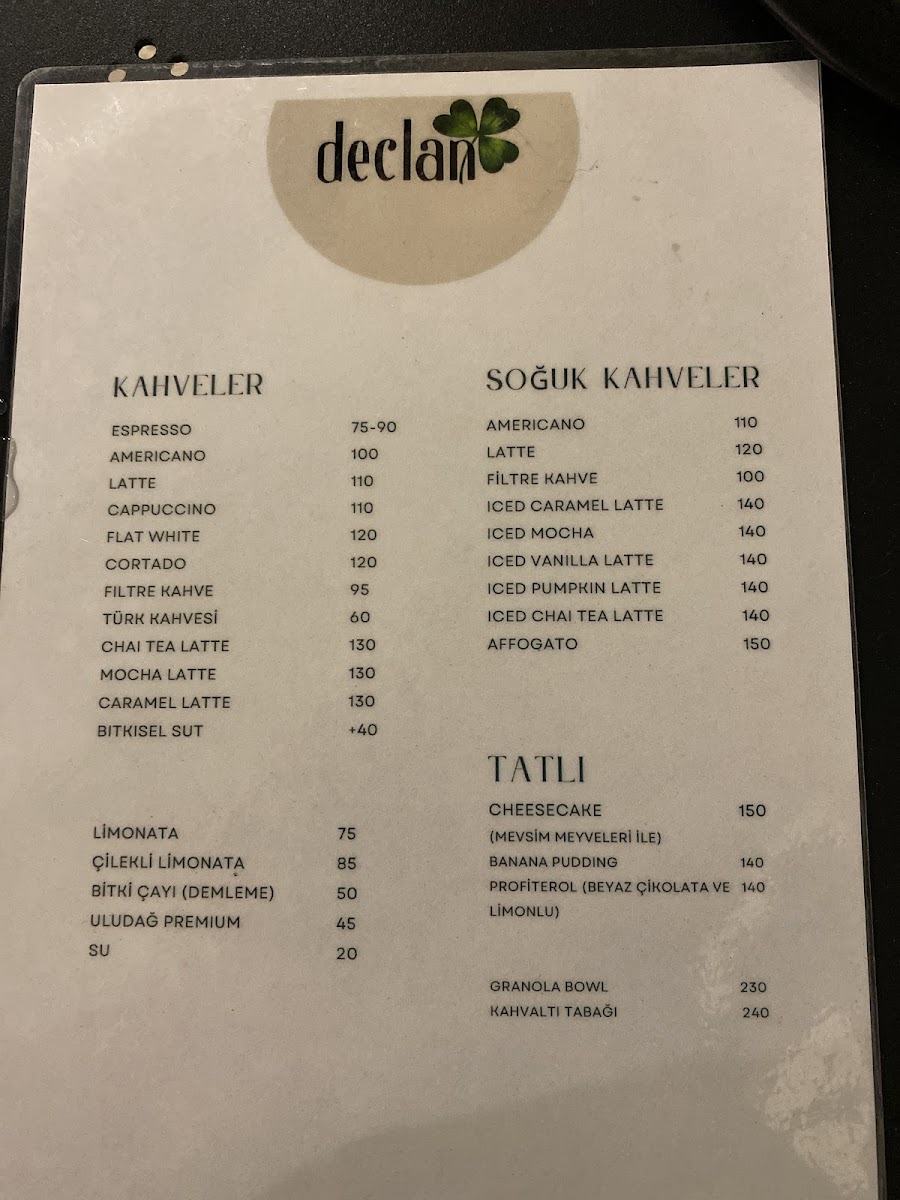 declan
KAHVELER
ESPRESSO 75-90
AMERICANO 100
LATTE 110
CAPPUCCINO 110
FLAT WHITE 120
CORTADO 120
FILTRE KAHVE 95
TÜRK KAHVESİ 60
CHAI TEA LATTE 130
MOCHA LATTE 130
CARAMEL LATTE 130
BITKISEL SUT +40
LİMONATA 75
ÇİLEKLİ LİMONATA 85
BİTKİ ÇAYI (DEMLEME) 50
ULUDAĞ PREMIUM 45
SU 20
SOĞUK KAHVELER
AMERICANO 110
LATTE 120
FİLTRE KAHVE 100
ICED CARAMEL LATTE 140
ICED MOCHA 140
ICED VANILLA LATTE 140
ICED PUMPKIN LATTE 140
ICED CHAI TEA LATTE 140
AFFOGATO 150
TATLI
CHEESECAKE 150
(MEVSİM MEYVELERİ İLE)
BANANA PUDDING 140
PROFİTEROL (BEYAZ ÇİKOLATA VE 140
LİMONLU)
GRANOLA BOWL 230
KAHVALTI TABAĞI 240